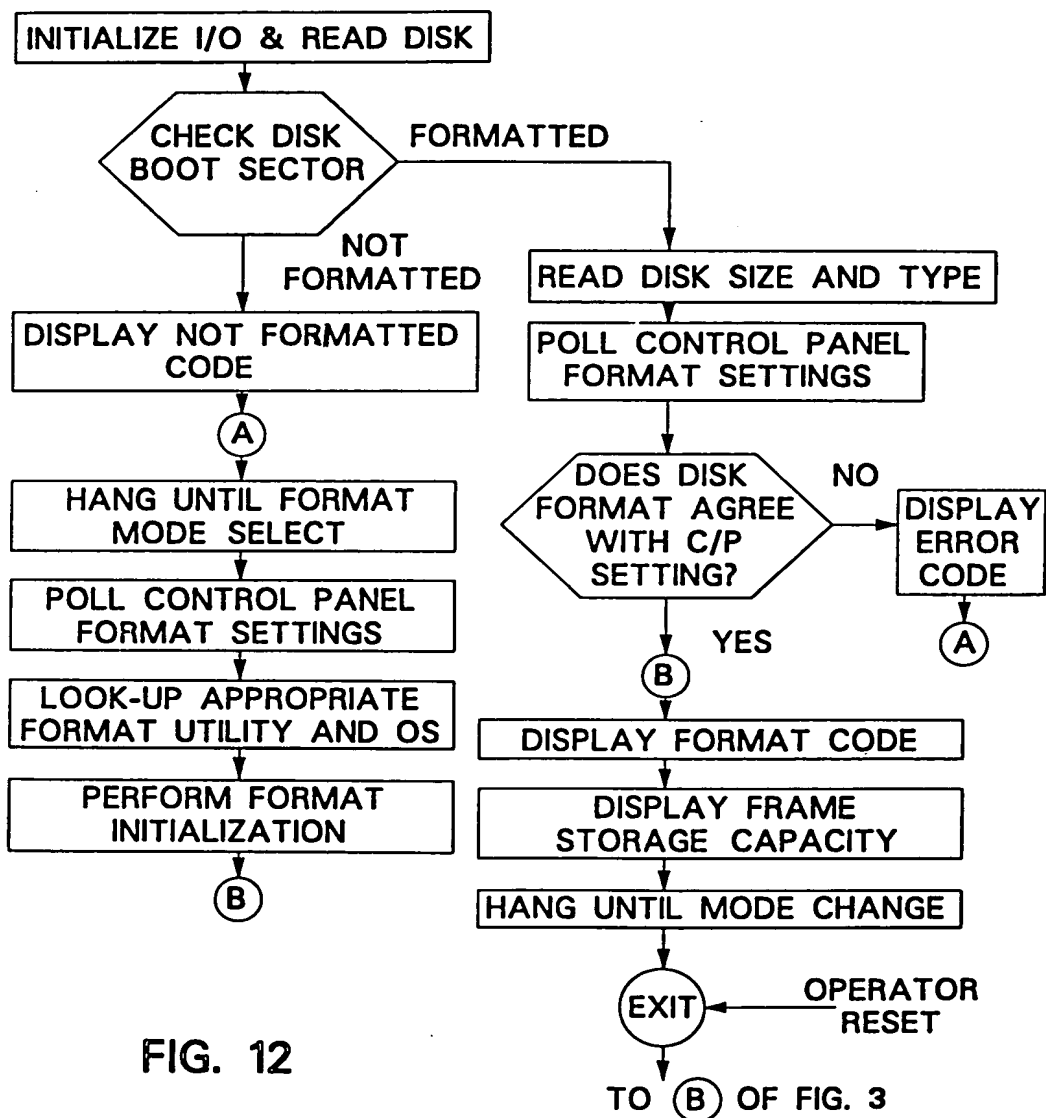 INITIALIZE I/O & READ DISK
CHECK DISK
BOOT SECTOR
FORMATTED
NOT
FORMATTED
DISPLAY NOT FORMATTED
CODE
A
HANG UNTIL FORMAT
MODE SELECT
POLL CONTROL PANEL
FORMAT SETTINGS
LOOK-UP APPROPRIATE
FORMAT UTILITY AND OS
PERFORM FORMAT
INITIALIZATION
B
READ DISK SIZE AND TYPE
POLL CONTROL PANEL
FORMAT SETTINGS
DOES DISK
FORMAT AGREE
WITH C/P
SETTING?
NO
DISPLAY
ERROR
CODE
A
YES
B
DISPLAY FORMAT CODE
DISPLAY FRAME
STORAGE CAPACITY
HANG UNTIL MODE CHANGE
EXIT
OPERATOR
RESET
TO B OF FIG. 3
FIG. 12